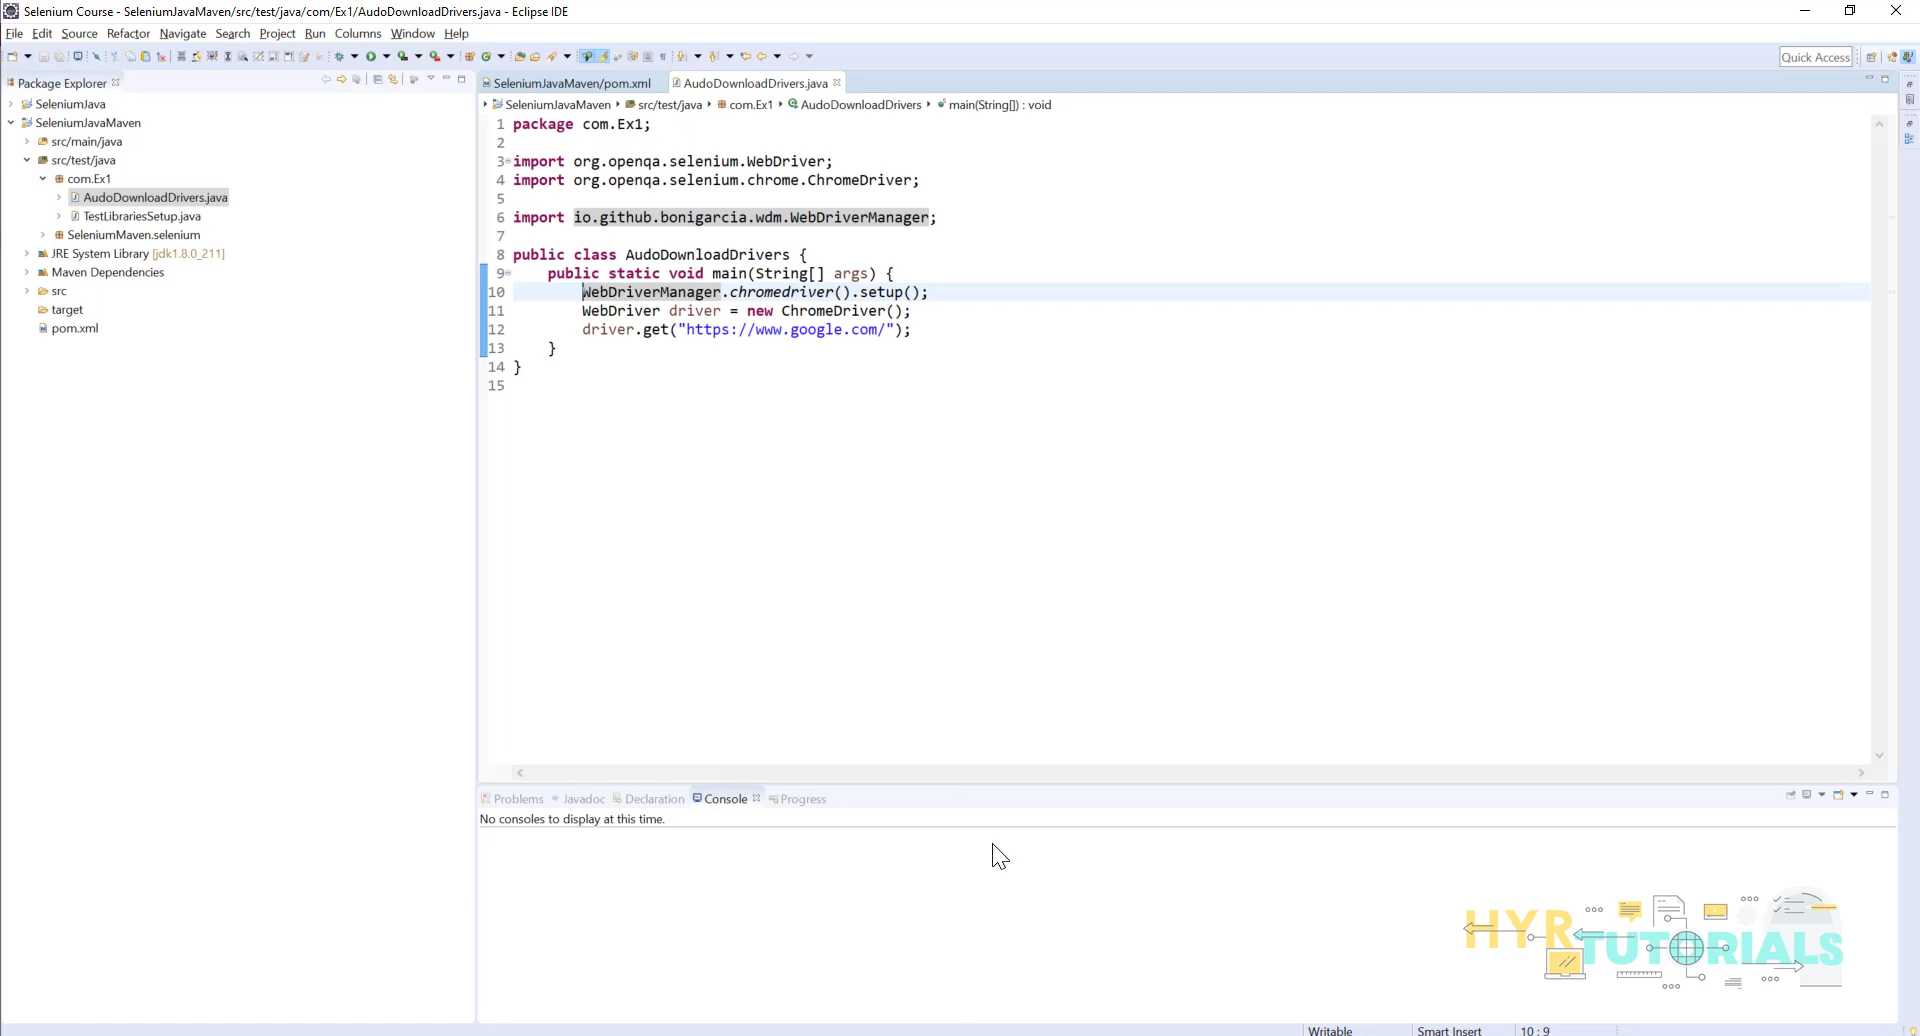 Selenium Course - SeleniumJavaMaven/src/test/java/com/Ex1/AudoDownloadDrivers.java - Eclipse IDE
File Edit Source Refactor Navigate Search Project Run Columns Window Help
Quick Access
Package Explorer
SeleniumJavaMaven/pom.xml AudoDownloadDrivers.java
SeleniumJava
SeleniumJavaMaven
src/main/java
src/test/java
com.Ex1
AudoDownloadDrivers.java
TestLibrariesSetup.java
SeleniumMaven.selenium
JRE System Library [jdk1.8.0_211]
Maven Dependencies
src
target
pom.xml
SeleniumJavaMaven src/test/java com.Ex1 AudoDownloadDrivers main(String[]) : void
1 package com.Ex1;
2
3 import org.openqa.selenium.WebDriver;
4 import org.openqa.selenium.chrome.ChromeDriver;
5
6 import io.github.bonigarcia.wdm.WebDriverManager;
7
8 public class AudoDownloadDrivers {
9 public static void main(String[] args) {
10 WebDriverManager.chromedriver().setup();
11 WebDriver driver = new ChromeDriver();
12 driver.get("https://www.google.com/");
13 }
14 }
15
Problems Javadoc Declaration Console Progress
No consoles to display at this time.
HYR TUTORIALS
Writable Smart Insert 10 : 9